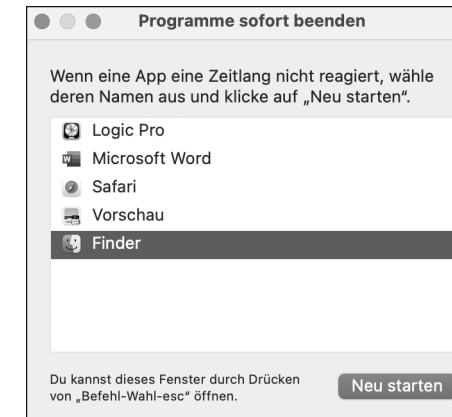 Programme sofort beenden
Wenn eine App eine Zeitlang nicht reagiert, wähle
deren Namen aus und klicke auf „Neu starten“.
Logic Pro
Microsoft Word
Safari
Vorschau
Finder
Du kannst dieses Fenster durch Drücken
von „Befehl-Wahl-esc“ öffnen.
Neu starten